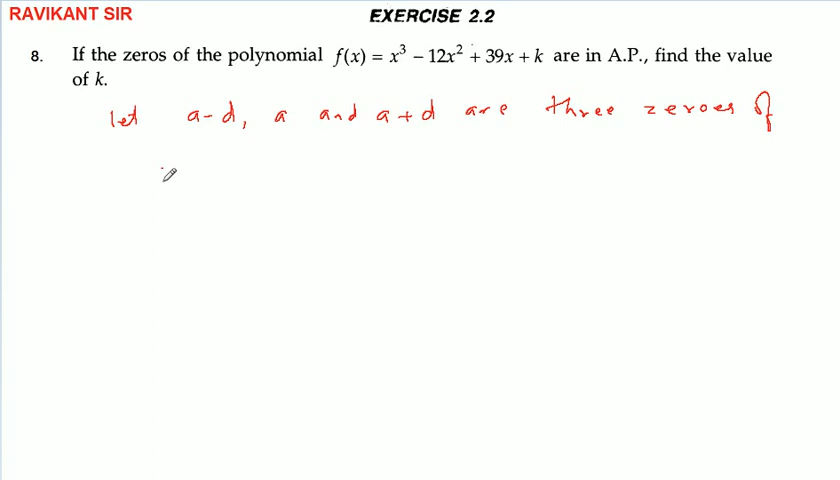 RAVIKANT SIR
EXERCISE 2.2
8. If the zeros of the polynomial f(x) = x³ − 12x² + 39x + k are in A.P., find the value
of k.
let a-d, a and a+d are three zeroes of